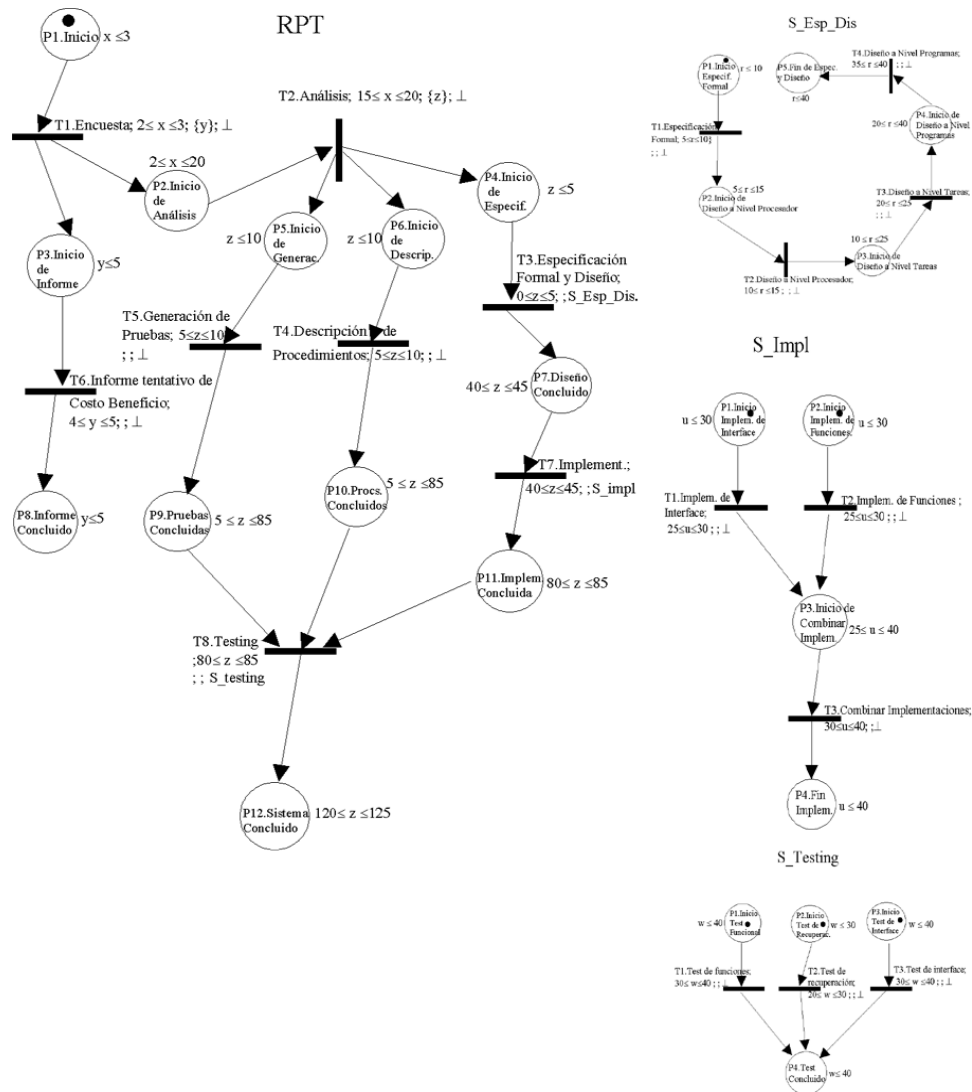 RPT
P1.Inicio
x ≤3
T1.Encuesta; 2≤ x ≤3; {y}; ⊥
T2.Análisis; 15≤ x ≤20; {z}; ⊥
2≤ x ≤20
P2.Inicio
de
Análisis
P3.Inicio
de
Informe
y≤5
P4.Inicio
de
Especif.
z ≤5
P5.Inicio
de
Generac.
z ≤10
P6.Inicio
de
Descrip.
z ≤10
T3.Especificación
Formal y Diseño;
0≤z≤5; ;S_Esp_Dis.
T5.Generación de
Pruebas; 5≤z≤10
; ; ⊥
T4.Descripción de
Procedimientos; 5≤z≤10; ; ⊥
T6.Informe tentativo de
Costo Beneficio;
4≤ y ≤5; ; ⊥
P7.Diseño
Concluido
40≤ z ≤45
T7.Implement.;
40≤z≤45; ;S_impl
P8.Informe
Concluido
y≤5
P9.Pruebas
Concluidas
5 ≤ z ≤85
P10.Procs.
Concluidos
5 ≤ z ≤85
P11.Implem.
Concluida
80≤ z ≤85
T8.Testing
;80≤ z ≤85
; ; S_testing
P12.Sistema
Concluido
120≤ z ≤125
S_Esp_Dis
P1.Inicio
Especif.
Formal
r ≤ 10
T1.Especificación
Formal; 5≤r≤10;
; ; ⊥
P2.Inicio de
Diseño a Nivel Procesador
5≤ r ≤15
T2.Diseño a Nivel Procesador;
10≤ r ≤15; ; ⊥
P3.Inicio de
Diseño a Nivel Tareas
10 ≤ r ≤25
T3.Diseño a Nivel Tareas;
20≤ r ≤25
; ; ⊥
P4.Inicio de
Diseño a Nivel
Programas
20≤ r ≤40
T4.Diseño a Nivel Programas;
35≤ r ≤40 ; ; ⊥
P5.Fin de Espec.
y Diseño
r≤40
S_Impl
P1.Inicio
Implem. de
Interface
u ≤ 30
P2.Inicio
Implem. de
Funciones.
u ≤ 30
T1.Implem. de
Interface;
25≤u≤30 ; ; ⊥
T2.Implem. de Funciones ;
25≤u≤30 ; ; ⊥
P3.Inicio de
Combinar
Implem.
25≤ u ≤ 40
T3.Combinar Implementaciones;
30≤u≤40; ;⊥
P4.Fin
Implem.
u ≤ 40
S_Testing
P1.Inicio
Test
Funcional
w ≤ 40
P2.Inicio
Test de
Recuperac.
w ≤ 30
P3.Inicio
Test de
Interface
w ≤ 40
T1.Test de funciones;
30≤ w≤40 ; ; ⊥
T2.Test de
recuperación;
20≤ w ≤30 ; ; ⊥
T3.Test de interface;
30≤ w ≤40 ; ; ⊥
P4.Test
Concluido
w≤ 40